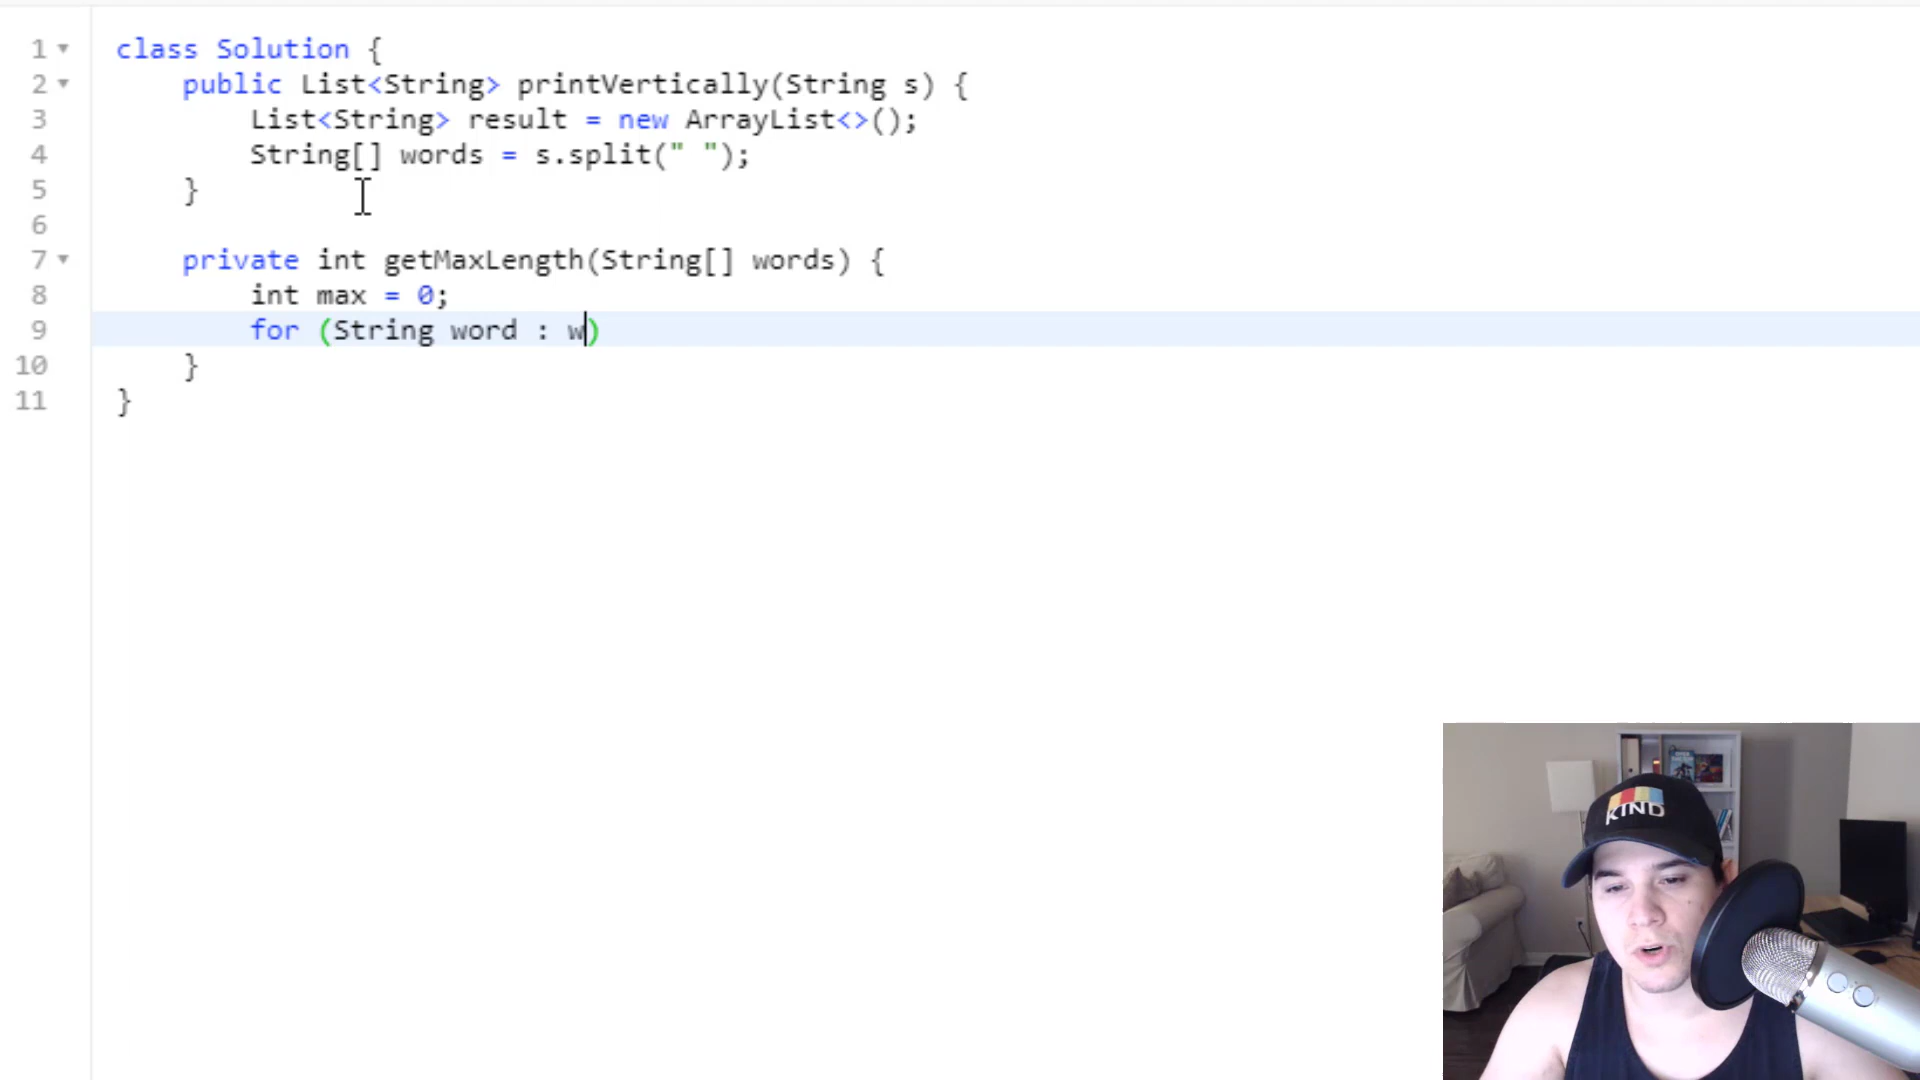 1 class Solution {
2 public List<String> printVertically(String s) {
3 List<String> result = new ArrayList<>();
4 String[] words = s.split(" ");
5 }
6
7 private int getMaxLength(String[] words) {
8 int max = 0;
9 for (String word : w)
10 }
11 }
KIND